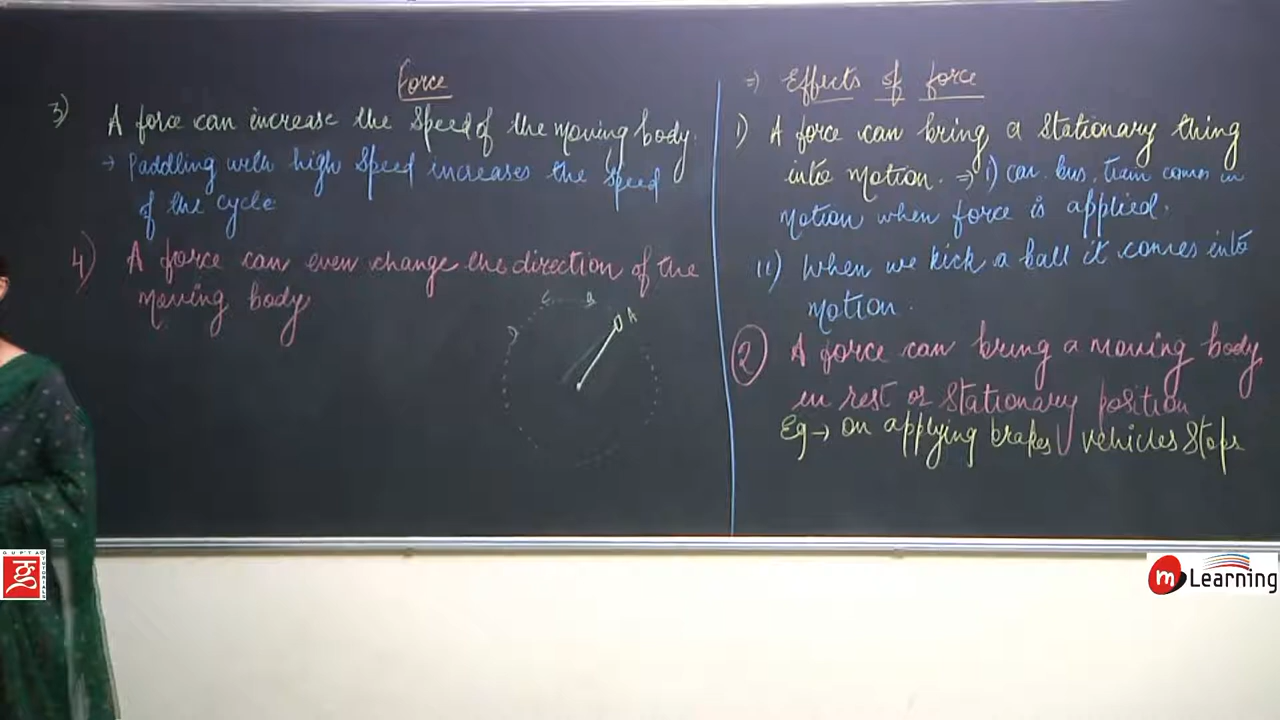 Force
3) A force can increase the Speed of the moving body.
→ Paddling with high Speed increases the speed
of the cycle
4) A force can even change the direction of the
moving body
C B
D
A
⇒ Effects of force
1) A force can bring a stationary thing
into motion. ⇒ i) car, bus, train comes in
motion when force is applied.
ii) When we kick a ball it comes into
motion.
2 A force can bring a moving body
in rest or stationary position
Eg → On applying brakes vehicles stops
GUPTA TUTORIALS
m Learning